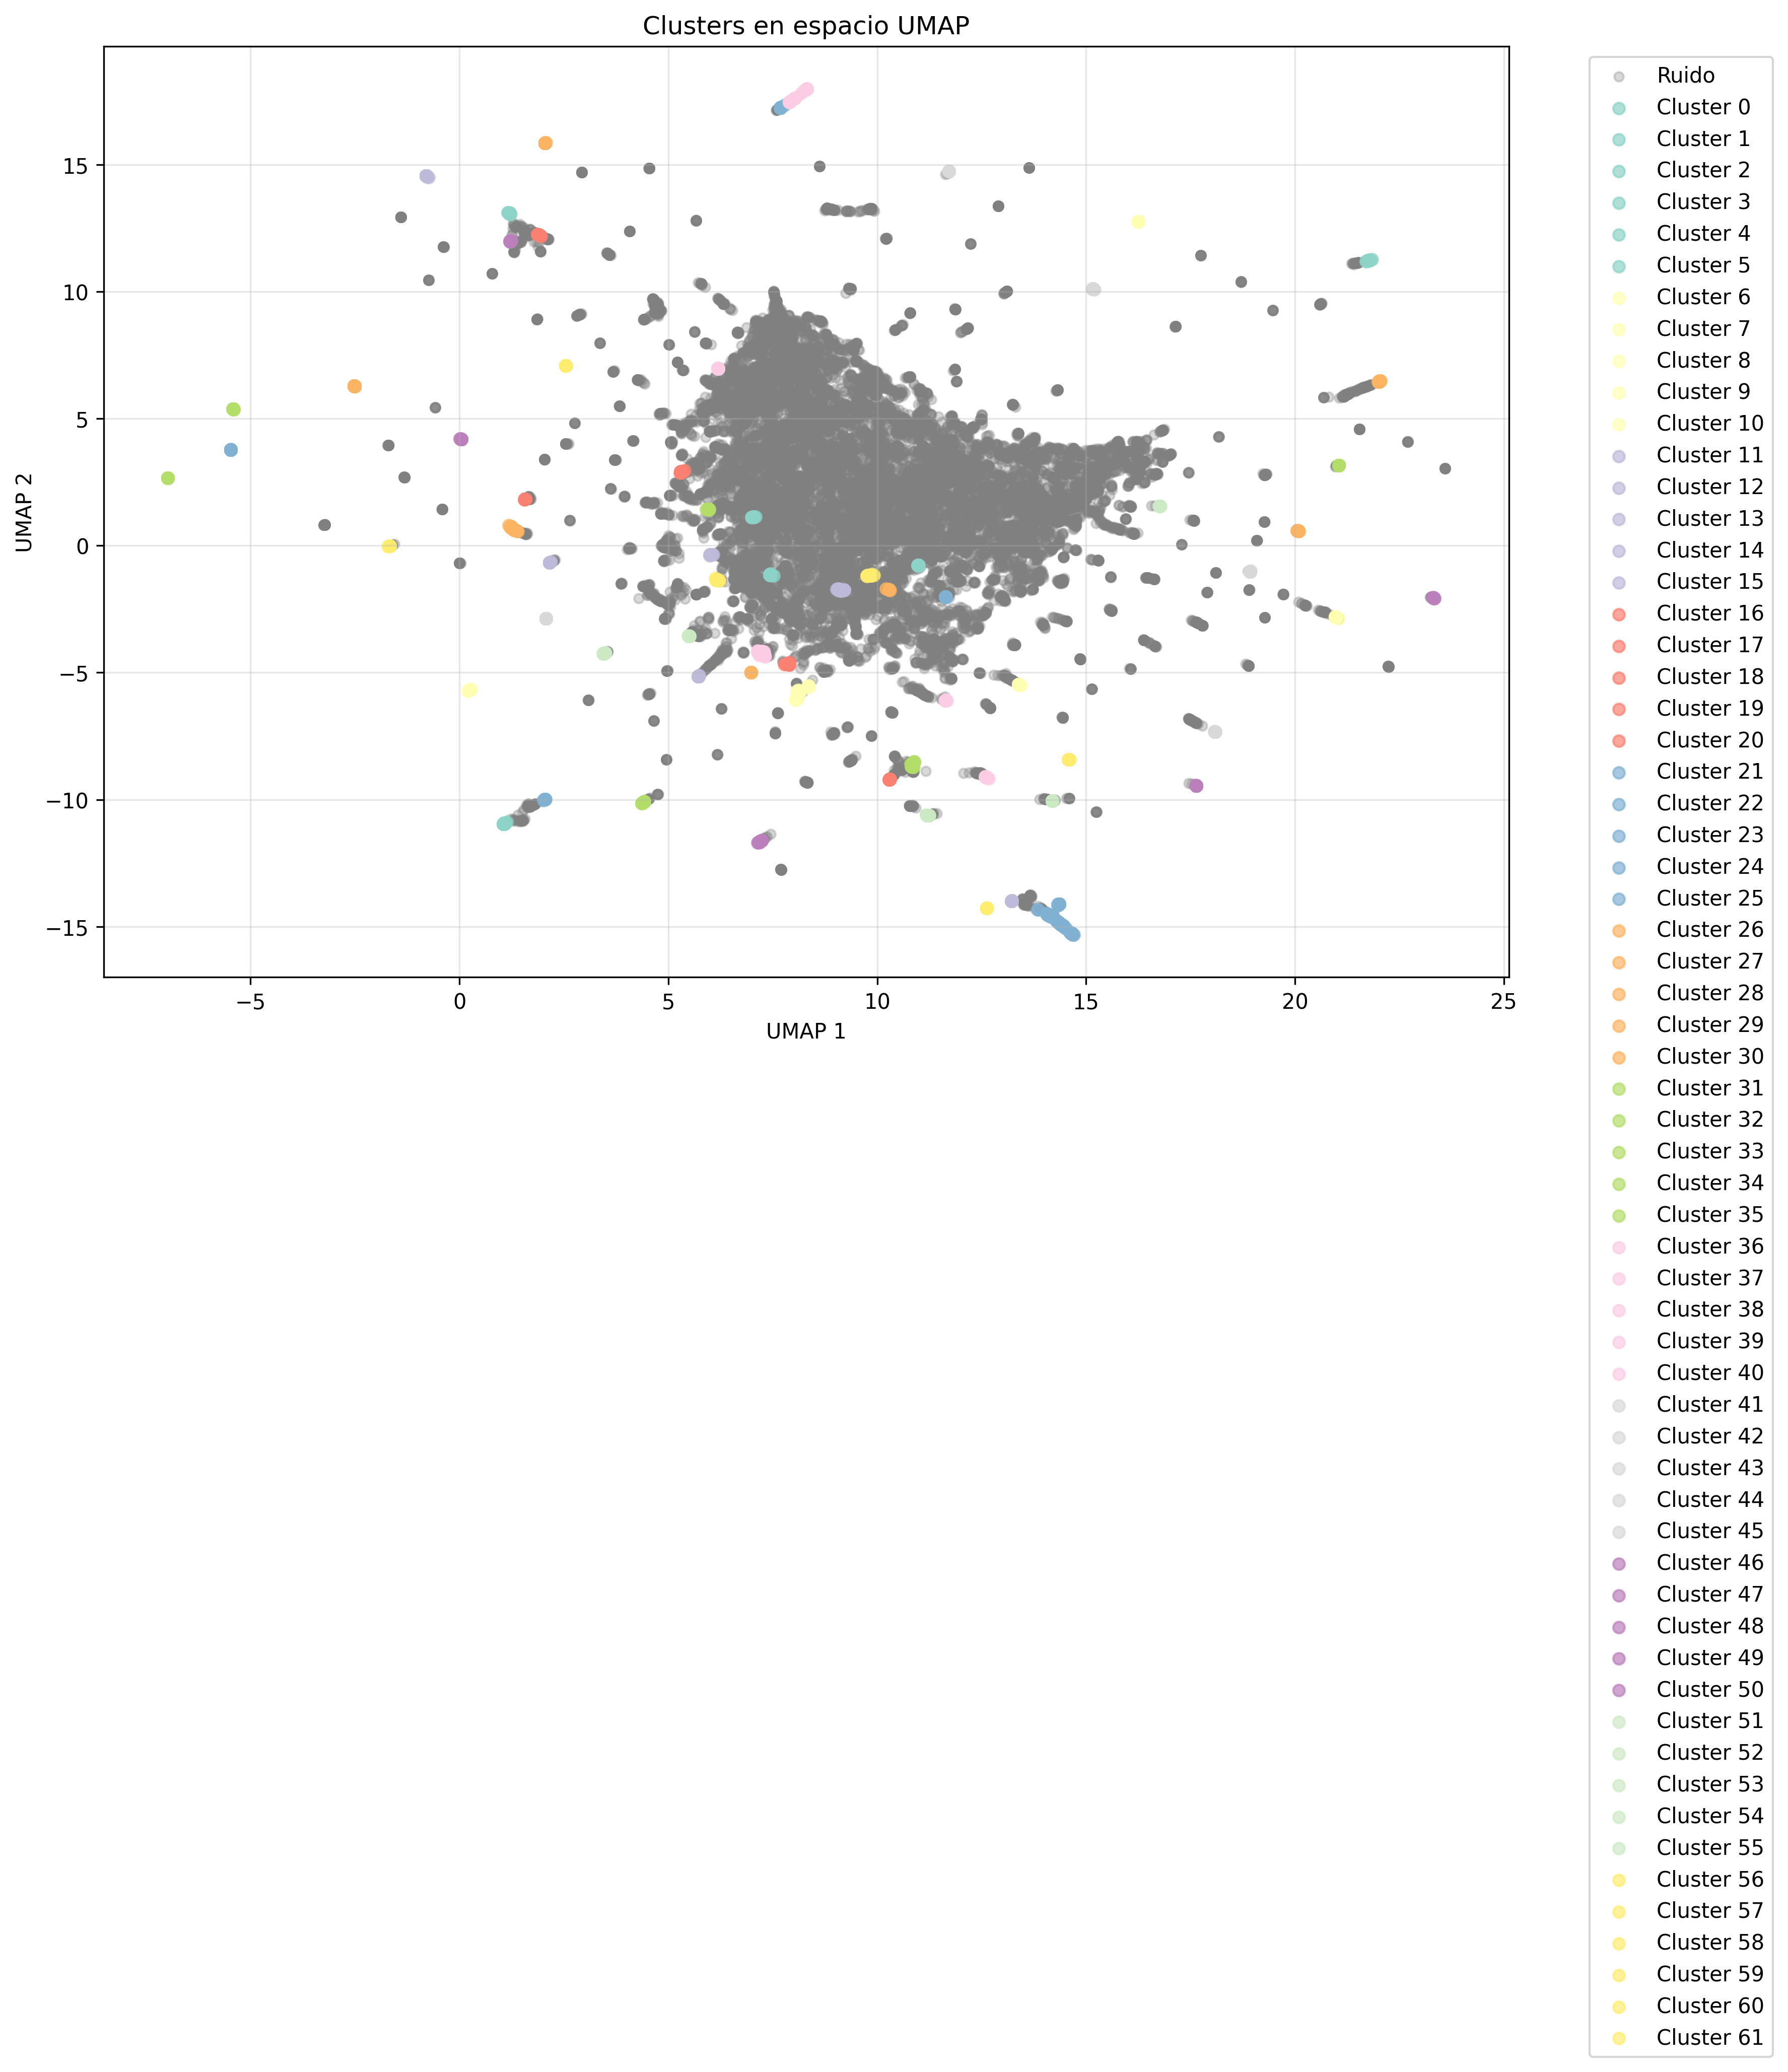 Clusters en espacio UMAP
UMAP 2
15
10
5
0
−5
−10
−15
−5
0
5
10
15
20
25
UMAP 1
Ruido
Cluster 0
Cluster 1
Cluster 2
Cluster 3
Cluster 4
Cluster 5
Cluster 6
Cluster 7
Cluster 8
Cluster 9
Cluster 10
Cluster 11
Cluster 12
Cluster 13
Cluster 14
Cluster 15
Cluster 16
Cluster 17
Cluster 18
Cluster 19
Cluster 20
Cluster 21
Cluster 22
Cluster 23
Cluster 24
Cluster 25
Cluster 26
Cluster 27
Cluster 28
Cluster 29
Cluster 30
Cluster 31
Cluster 32
Cluster 33
Cluster 34
Cluster 35
Cluster 36
Cluster 37
Cluster 38
Cluster 39
Cluster 40
Cluster 41
Cluster 42
Cluster 43
Cluster 44
Cluster 45
Cluster 46
Cluster 47
Cluster 48
Cluster 49
Cluster 50
Cluster 51
Cluster 52
Cluster 53
Cluster 54
Cluster 55
Cluster 56
Cluster 57
Cluster 58
Cluster 59
Cluster 60
Cluster 61